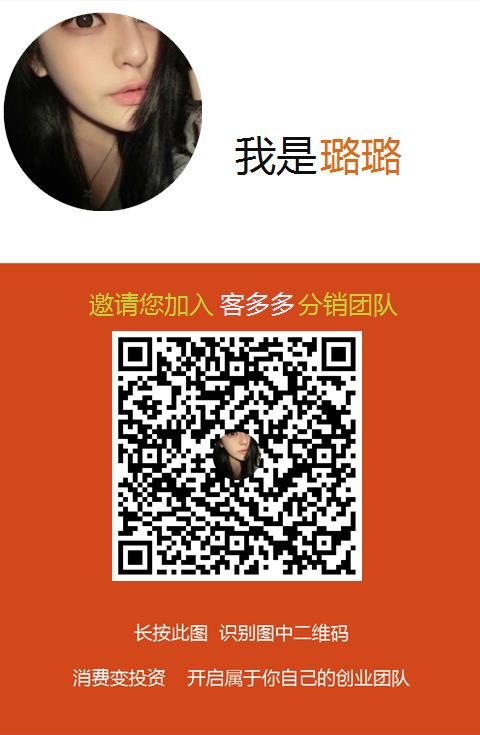 我是璐璐
邀请您加入 客多多 分销团队
长按此图 识别图中二维码
消费变投资 开启属于你自己的创业团队